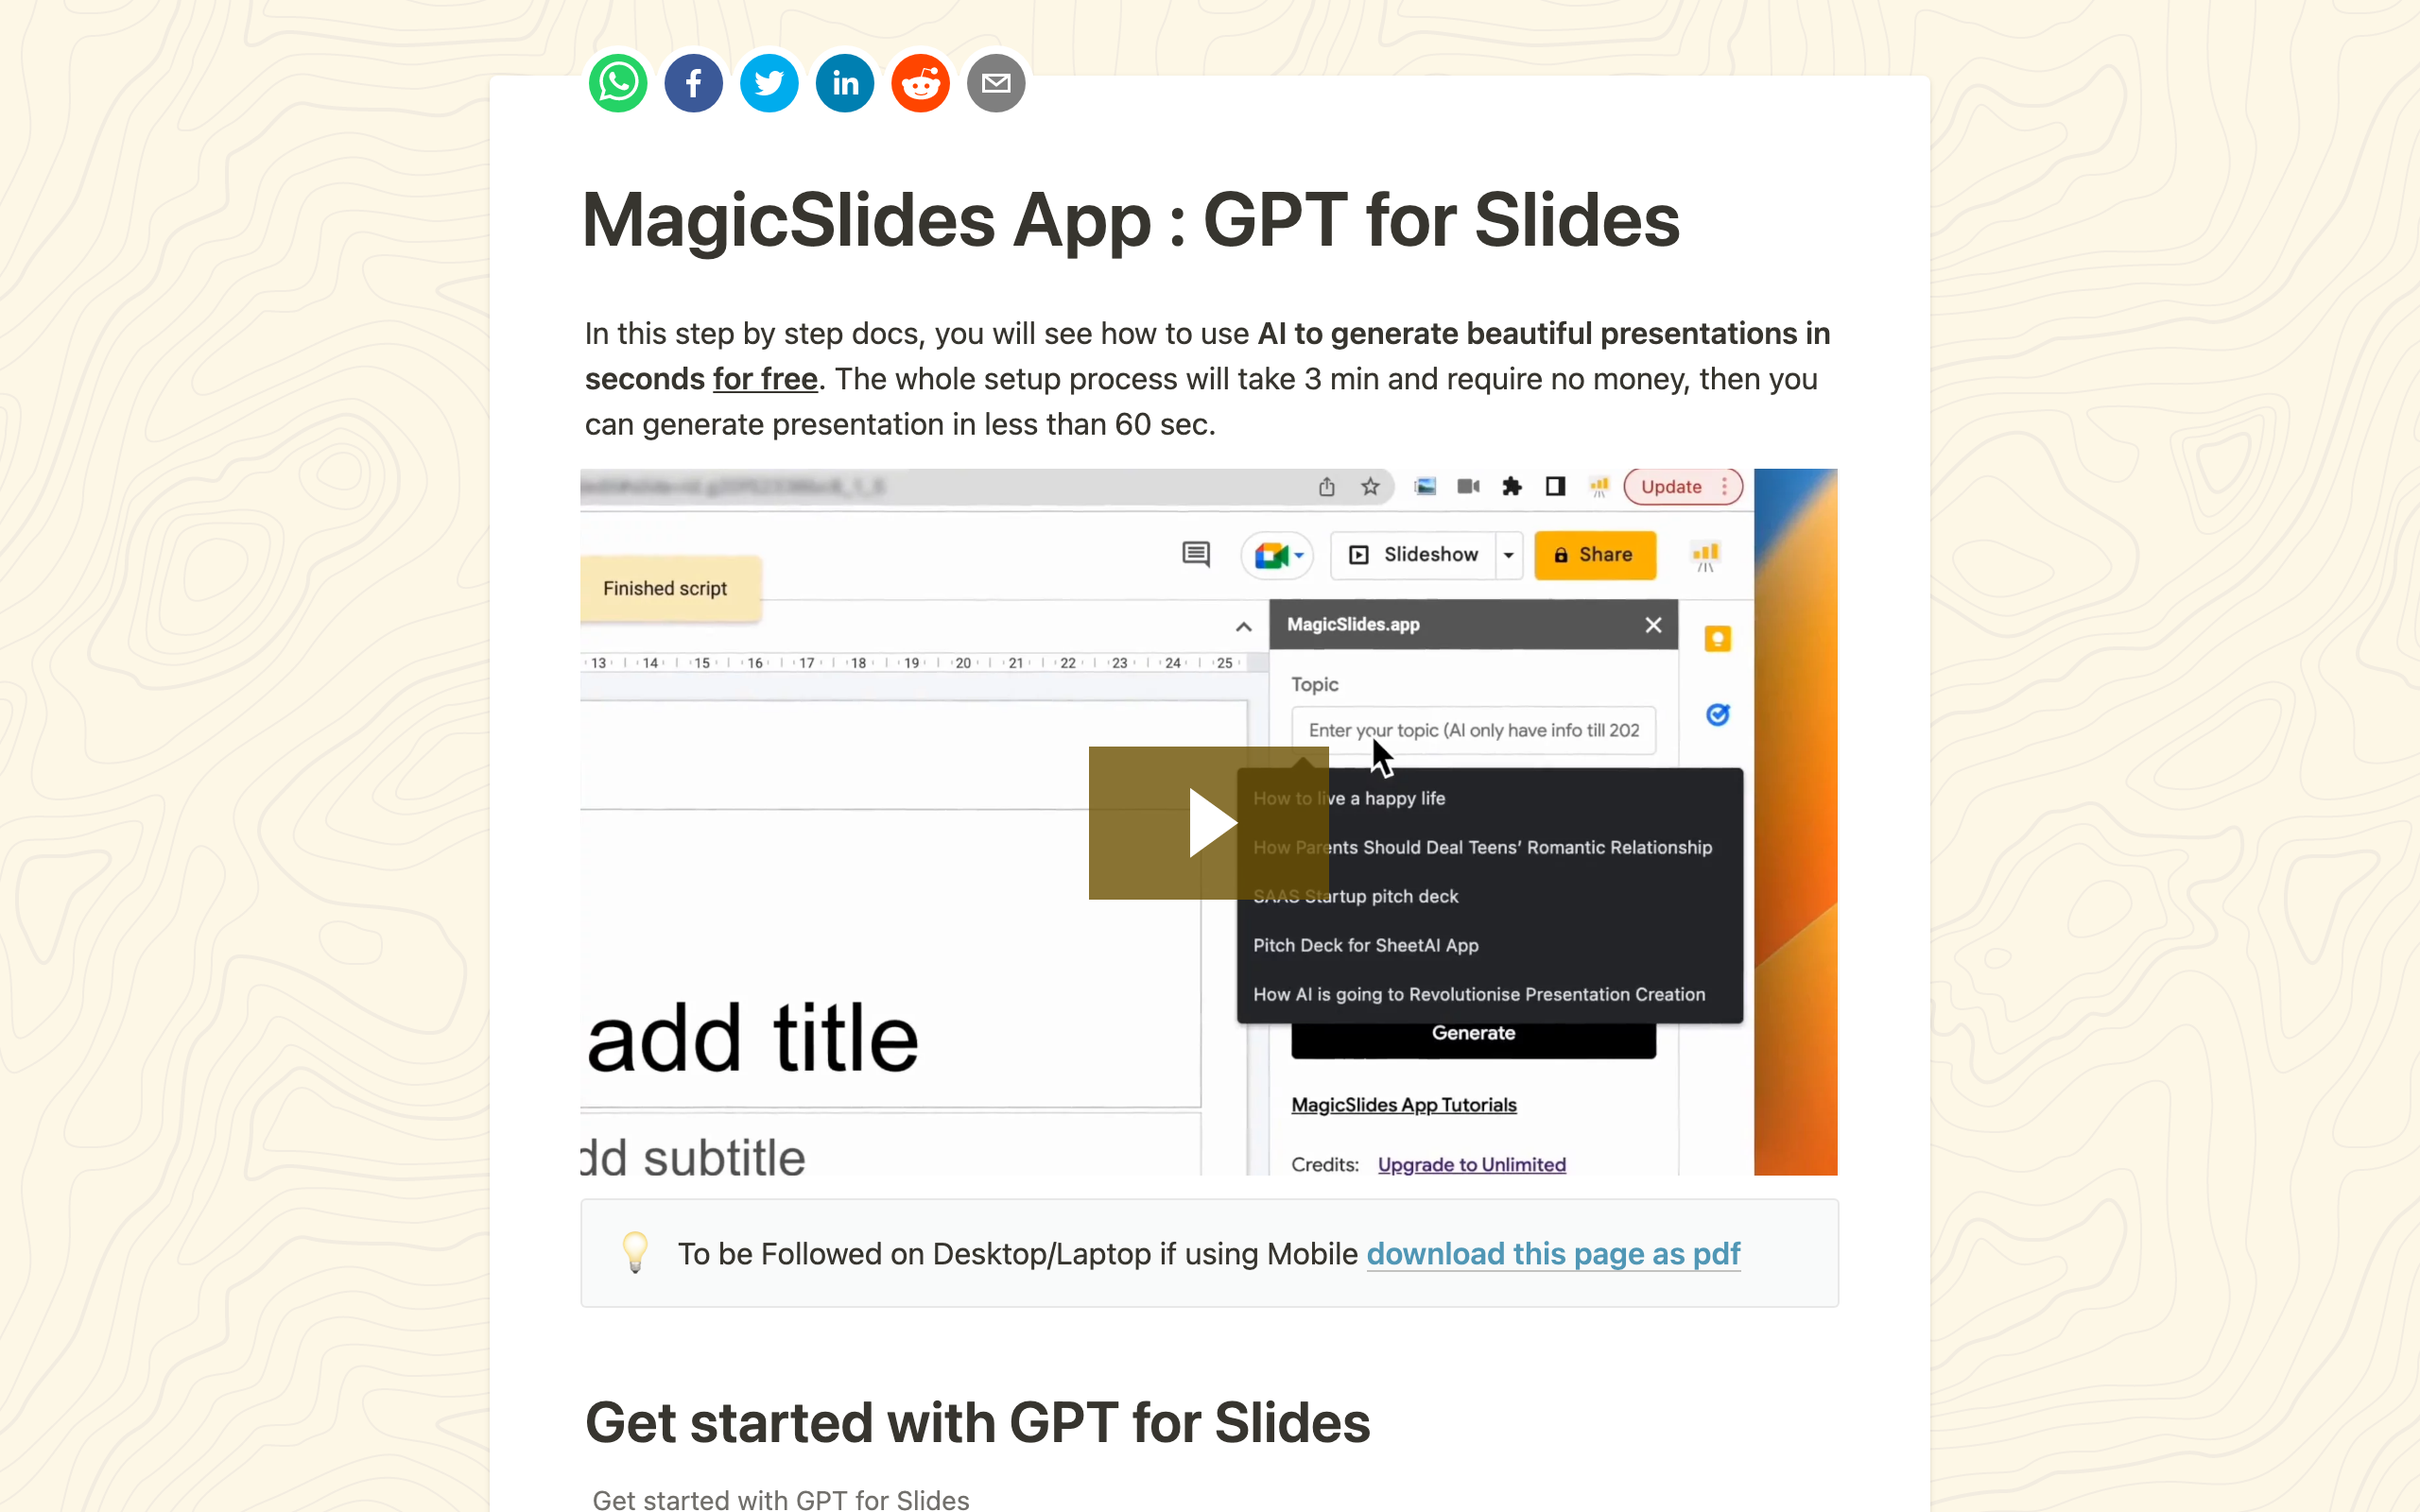 MagicSlides App : GPT for Slides
In this step by step docs, you will see how to use AI to generate beautiful presentations in
seconds for free. The whole setup process will take 3 min and require no money, then you
can generate presentation in less than 60 sec.
Update
Slideshow
Share
Finished script
MagicSlides.app
13 14 15 16 17 18 19 20 21 22 23 24 25
Topic
Enter your topic (AI only have info till 202
How to live a happy life
How Parents Should Deal Teens’ Romantic Relationship
SAAS Startup pitch deck
Pitch Deck for SheetAI App
How AI is going to Revolutionise Presentation Creation
add title
Generate
MagicSlides App Tutorials
dd subtitle
Credits: Upgrade to Unlimited
To be Followed on Desktop/Laptop if using Mobile download this page as pdf
Get started with GPT for Slides
Get started with GPT for Slides